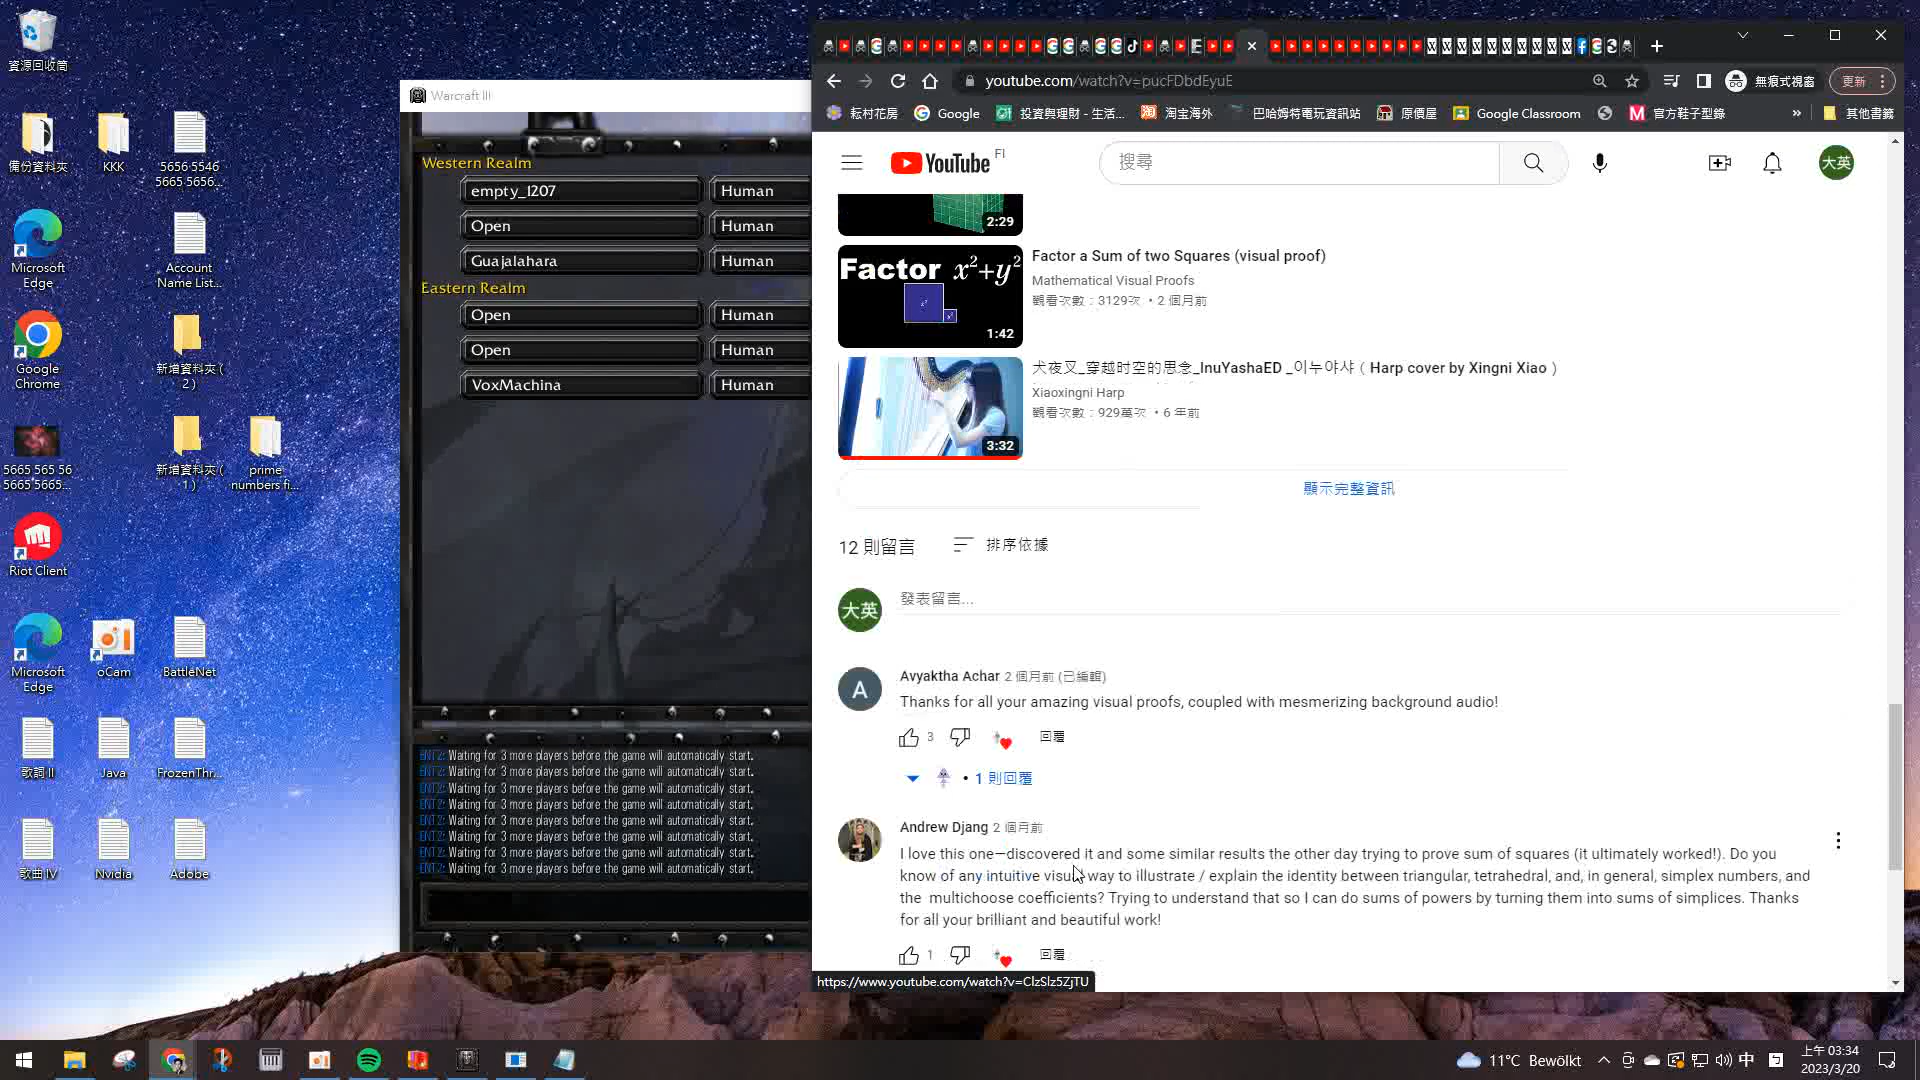 資源回收筒
備份資料夾
KKK
5656 5546
5665 5656...
Microsoft
Edge
Account
Name List...
Google
Chrome
新增資料夾 (
2 )
5665 565 56
5665 5665...
新增資料夾 (
1 )
prime
numbers fi...
Riot Client
Microsoft
Edge
oCam
BattleNet
歌詞 II
Java
FrozenThr...
歌曲 IV
Nvidia
Adobe
Warcraft III
Western Realm
empty_1207
Human
Open
Human
Guajalahara
Human
Eastern Realm
Open
Human
Open
Human
VoxMachina
Human
ENT2: Waiting for 3 more players before the game will automatically start.
ENT2: Waiting for 3 more players before the game will automatically start.
ENT2: Waiting for 3 more players before the game will automatically start.
ENT2: Waiting for 3 more players before the game will automatically start.
ENT2: Waiting for 3 more players before the game will automatically start.
ENT2: Waiting for 3 more players before the game will automatically start.
ENT2: Waiting for 3 more players before the game will automatically start.
ENT2: Waiting for 3 more players before the game will automatically start.
youtube.com/watch?v=pucFDbdEyuE
無痕式視窗
更新
耘村花房
Google
投資與理財 - 生活...
淘宝海外
巴哈姆特電玩資訊站
原價屋
Google Classroom
官方鞋子型錄
»
其他書籤
YouTube FI
搜尋
大英
2:29
Factor x²+y²
x²
1:42
Factor a Sum of two Squares (visual proof)
Mathematical Visual Proofs
觀看次數：3129次 • 2 個月前
3:32
犬夜叉_穿越时空的思念_InuYashaED _이누야샤 ( Harp cover by Xingni Xiao )
Xiaoxingni Harp
觀看次數：929萬次 • 6 年前
顯示完整資訊
12 則留言
排序依據
大英
發表留言...
A
Avyaktha Achar 2 個月前 (已編輯)
Thanks for all your amazing visual proofs, coupled with mesmerizing background audio!
3
回覆
• 1 則回覆
Andrew Djang 2 個月前
I love this one—discovered it and some similar results the other day trying to prove sum of squares (it ultimately worked!). Do you
know of any intuitive visual way to illustrate / explain the identity between triangular, tetrahedral, and, in general, simplex numbers, and
the multichoose coefficients? Trying to understand that so I can do sums of powers by turning them into sums of simplices. Thanks
for all your brilliant and beautiful work!
1
回覆
https://www.youtube.com/watch?v=ClzSlz5ZjTU
11°C Bewölkt
中
上午 03:34
2023/3/20